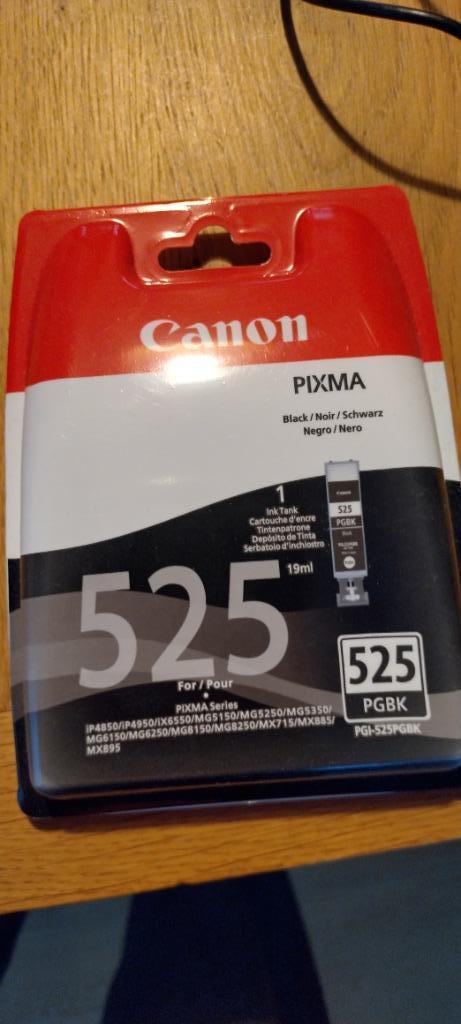 Canon
PIXMA
Black / Noir / Schwarz
Negro / Nero
1
Ink Tank
Cartouche d'encre
Tintenpatrone
Depósito de Tinta
Serbatoio d'inchiostro
19ml
Canon
525
PGBK
Black
525
For / Pour
•
PIXMA Series
iP4850/iP4950/iX6550/MG5150/MG5250/MG5350/
MG6150/MG6250/MG8150/MG8250/MX715/MX885/
MX895
525
PGBK
PGI-525PGBK